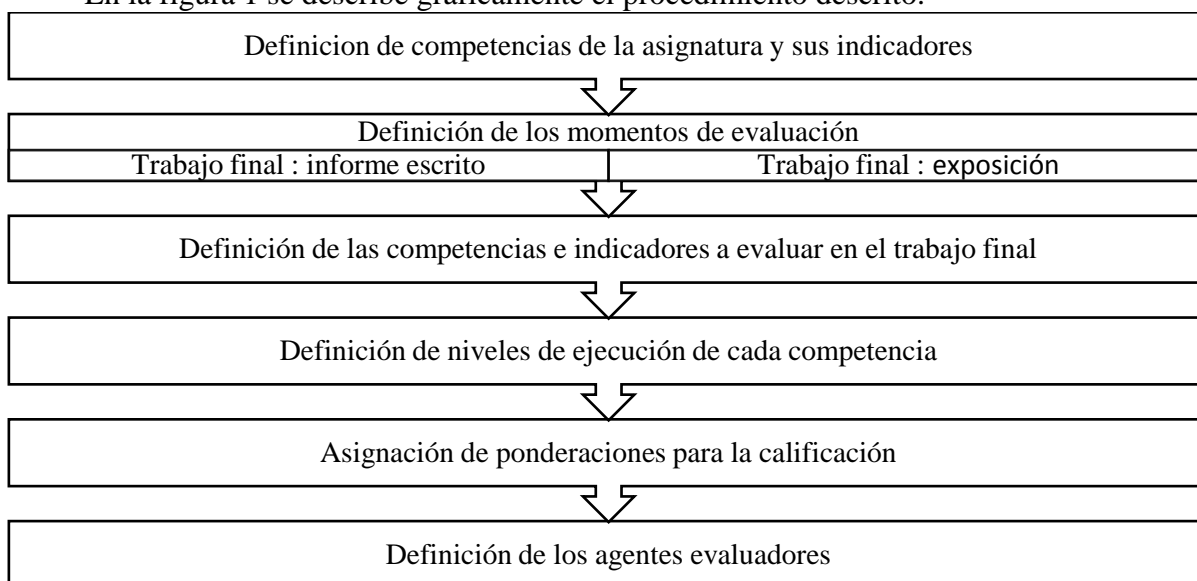 En la figura 1 se describe gráficamente el procedimiento descrito.
Definicion de competencias de la asignatura y sus indicadores
Definición de los momentos de evaluación
Trabajo final : informe escrito
Trabajo final : exposición
Definición de las competencias e indicadores a evaluar en el trabajo final
Definición de niveles de ejecución de cada competencia
Asignación de ponderaciones para la calificación
Definición de los agentes evaluadores